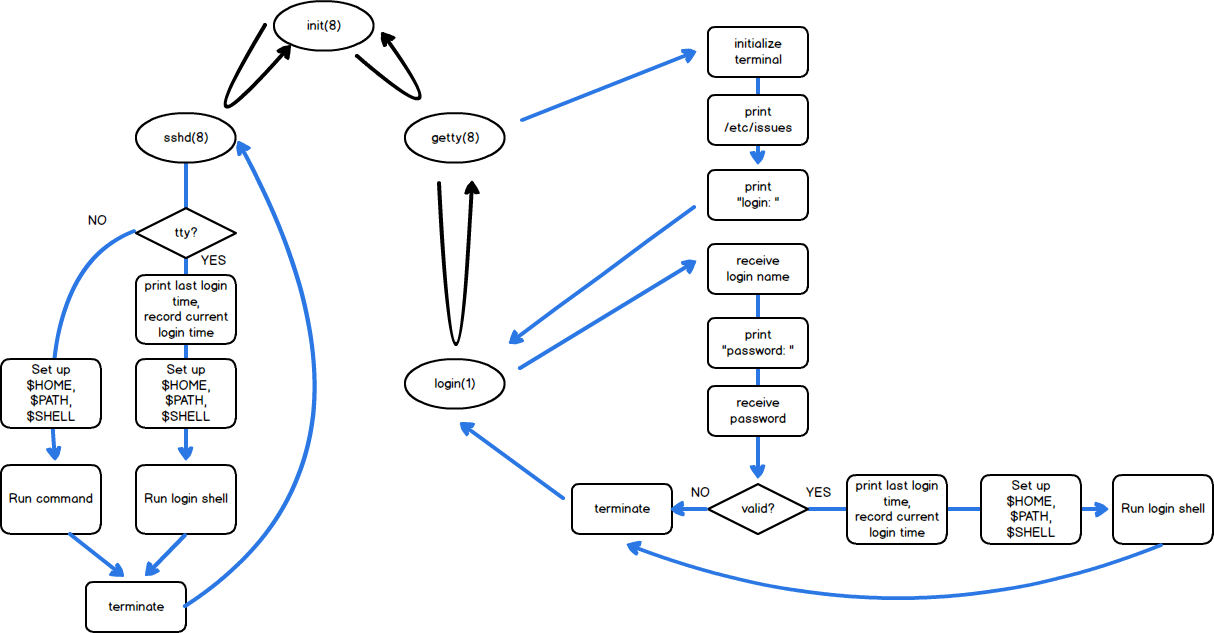 init(8)
sshd(8)
NO
tty?
YES
print last login
time,
record current
login time
Set up
$HOME,
$PATH,
$SHELL
Set up
$HOME,
$PATH,
$SHELL
Run command
Run login shell
terminate
getty(8)
login(1)
initialize
terminal
print
/etc/issues
print
"login: "
receive
login name
print
"password: "
receive
password
valid?
NO
terminate
YES
print last login
time,
record current
login time
Set up
$HOME,
$PATH,
$SHELL
Run login shell